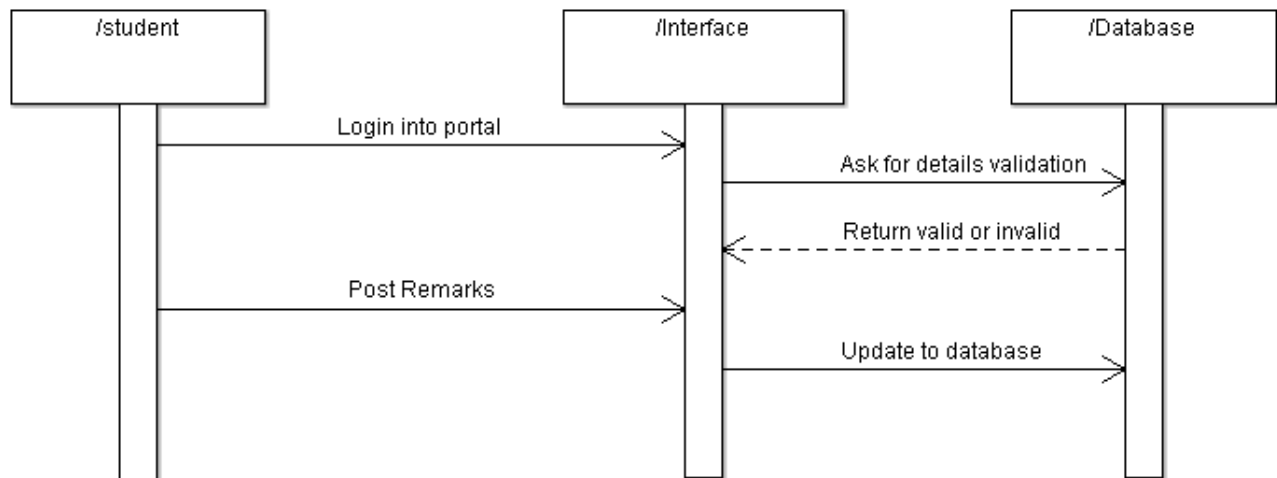 /student
/Interface
/Database
Login into portal
Ask for details validation
Return valid or invalid
Post Remarks
Update to database